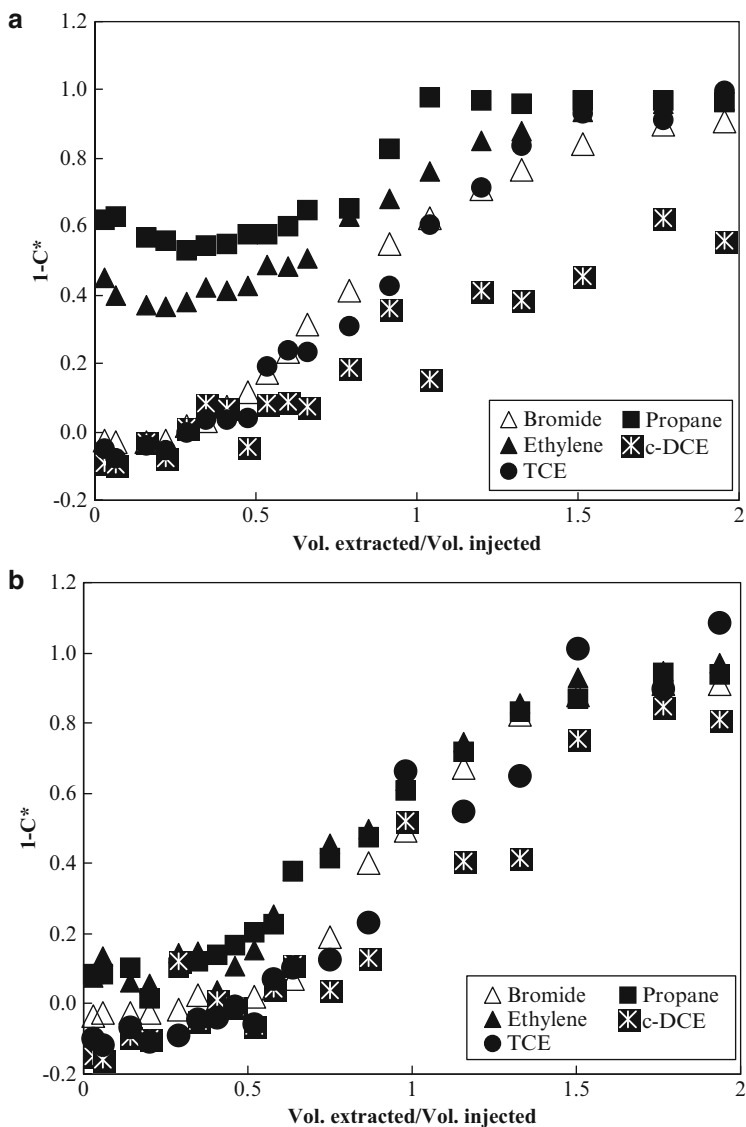 a
1.2
1.0
0.8
0.6
0.4
0.2
0.0
-0.2
1-C*
0 0.5 1 1.5 2
Vol. extracted/Vol. injected
Bromide Propane
Ethylene c-DCE
TCE
b
1.2
1.0
0.8
0.6
0.4
0.2
0.0
-0.2
1-C*
0 0.5 1 1.5 2
Vol. extracted/Vol. injected
Bromide Propane
Ethylene c-DCE
TCE